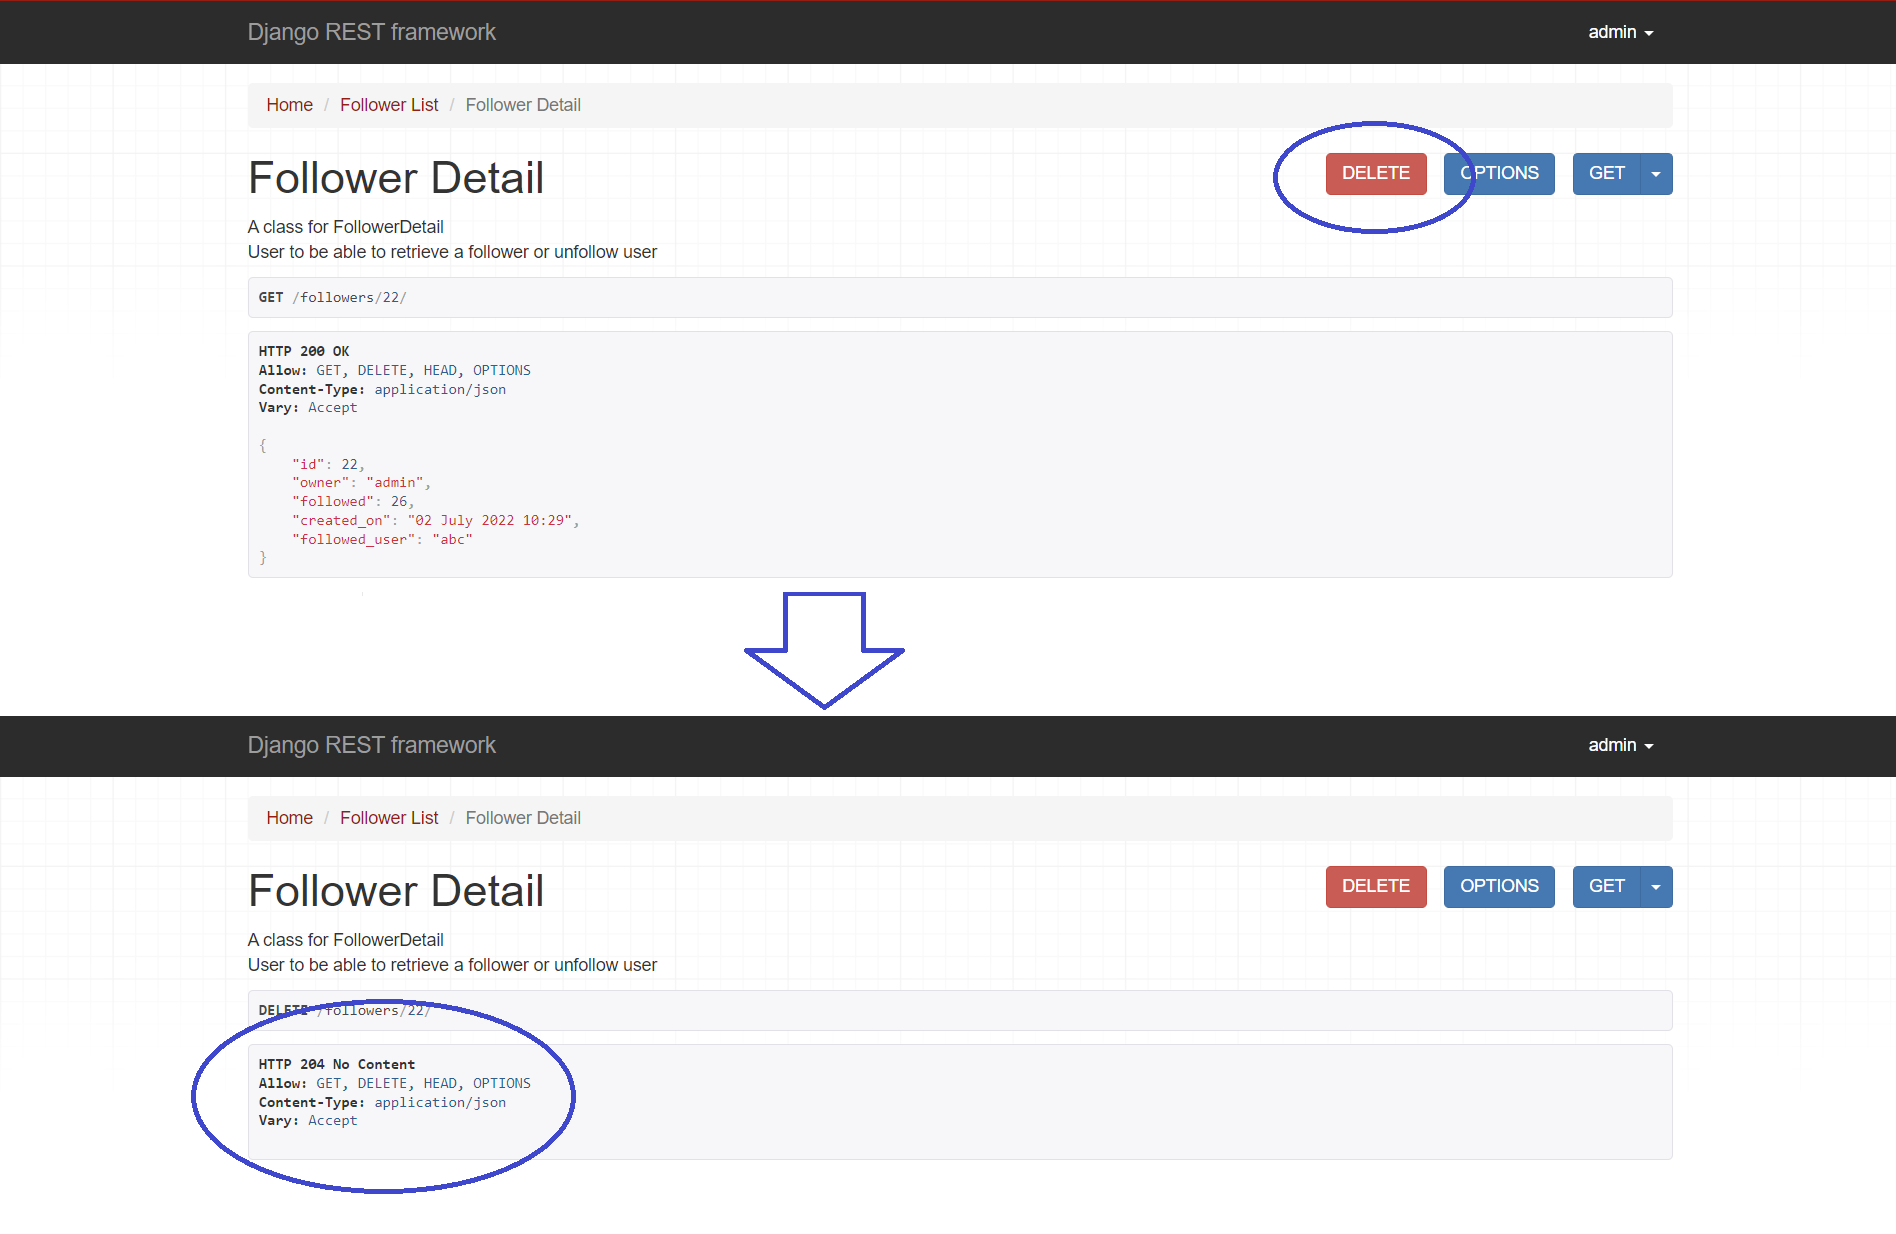 Django REST framework admin
Home / Follower List / Follower Detail
Follower Detail DELETE OPTIONS GET
A class for FollowerDetail
User to be able to retrieve a follower or unfollow user
GET /followers/22/
HTTP 200 OK
Allow: GET, DELETE, HEAD, OPTIONS
Content-Type: application/json
Vary: Accept
{
"id": 22,
"owner": "admin",
"followed": 26,
"created_on": "02 July 2022 10:29",
"followed_user": "abc"
}
Django REST framework admin
Home / Follower List / Follower Detail
Follower Detail DELETE OPTIONS GET
A class for FollowerDetail
User to be able to retrieve a follower or unfollow user
DELETE /followers/22/
HTTP 204 No Content
Allow: GET, DELETE, HEAD, OPTIONS
Content-Type: application/json
Vary: Accept